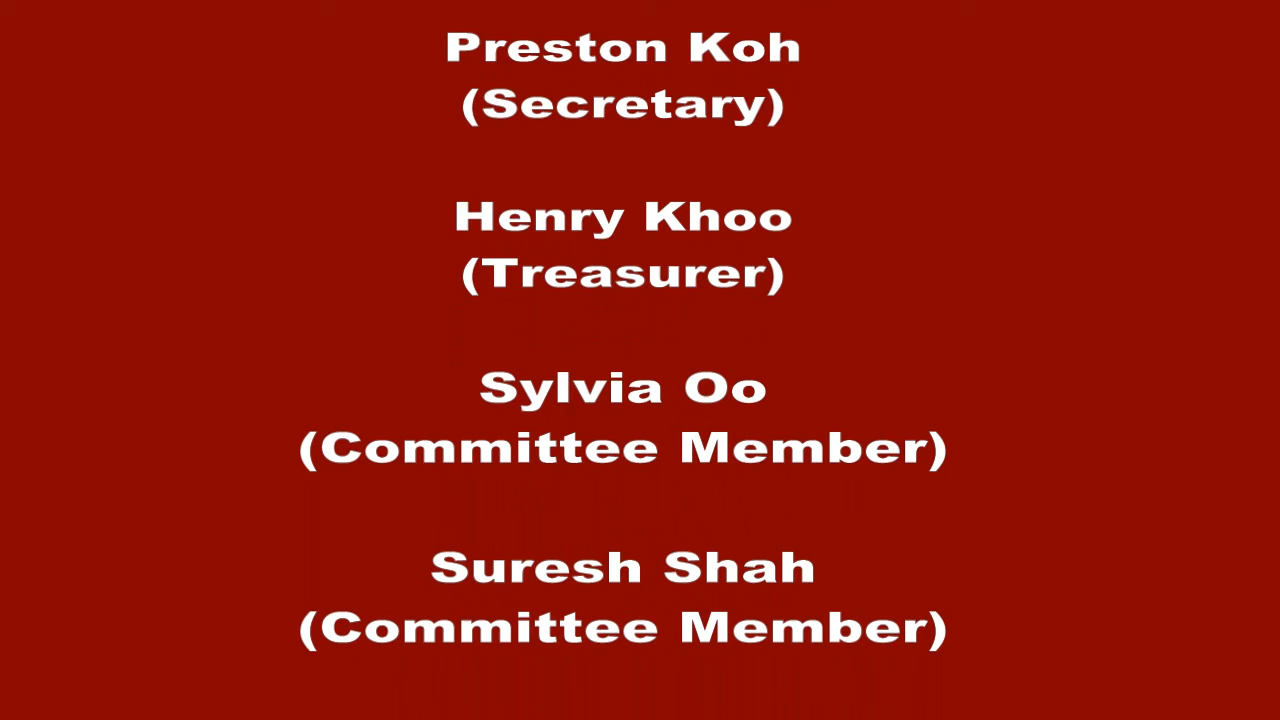 Preston Koh
(Secretary)
Henry Khoo
(Treasurer)
Sylvia Oo
(Committee Member)
Suresh Shah
(Committee Member)